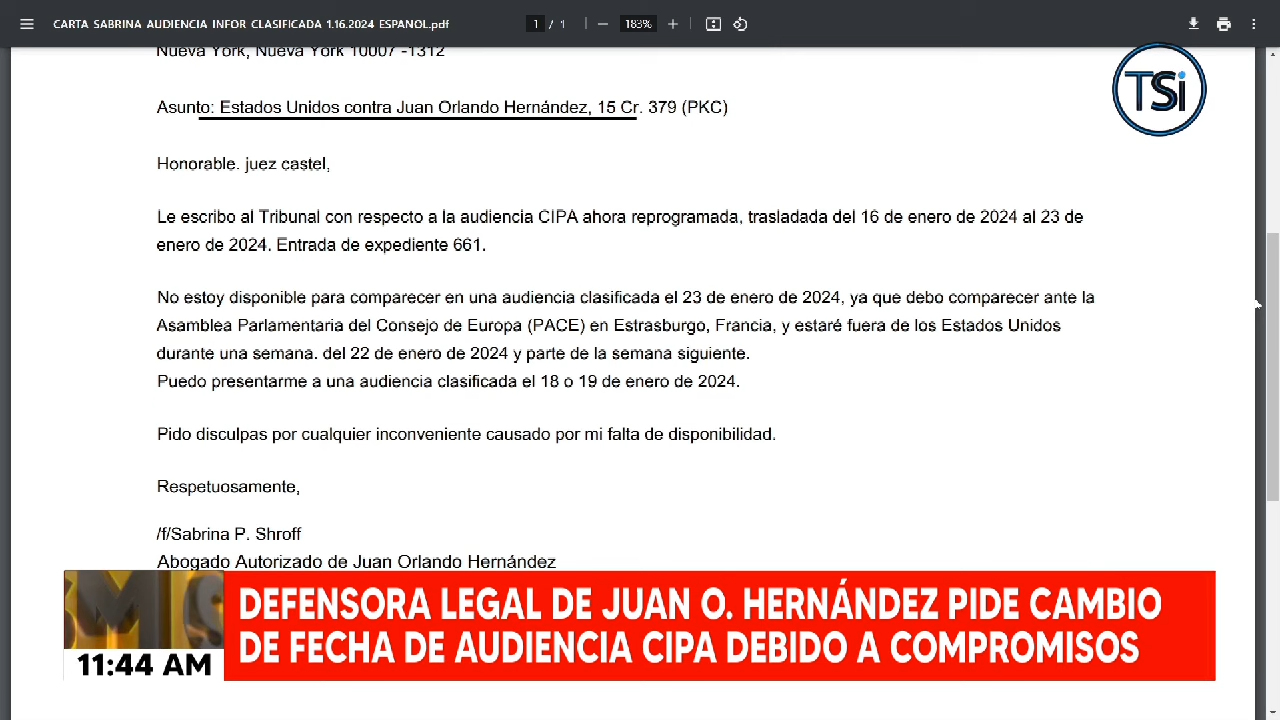 CARTA SABRINA AUDIENCIA INFOR CLASIFICADA 1.16.2024 ESPANOL.pdf
1 / 1
183%
Nueva York, Nueva York 10007 -1312
TSi
Asunto: Estados Unidos contra Juan Orlando Hernández, 15 Cr. 379 (PKC)
Honorable. juez castel,
Le escribo al Tribunal con respecto a la audiencia CIPA ahora reprogramada, trasladada del 16 de enero de 2024 al 23 de
enero de 2024. Entrada de expediente 661.
No estoy disponible para comparecer en una audiencia clasificada el 23 de enero de 2024, ya que debo comparecer ante la
Asamblea Parlamentaria del Consejo de Europa (PACE) en Estrasburgo, Francia, y estaré fuera de los Estados Unidos
durante una semana. del 22 de enero de 2024 y parte de la semana siguiente.
Puedo presentarme a una audiencia clasificada el 18 o 19 de enero de 2024.
Pido disculpas por cualquier inconveniente causado por mi falta de disponibilidad.
Respetuosamente,
/f/Sabrina P. Shroff
Abogado Autorizado de Juan Orlando Hernández
DEFENSORA LEGAL DE JUAN O. HERNÁNDEZ PIDE CAMBIO
DE FECHA DE AUDIENCIA CIPA DEBIDO A COMPROMISOS
11:44 AM